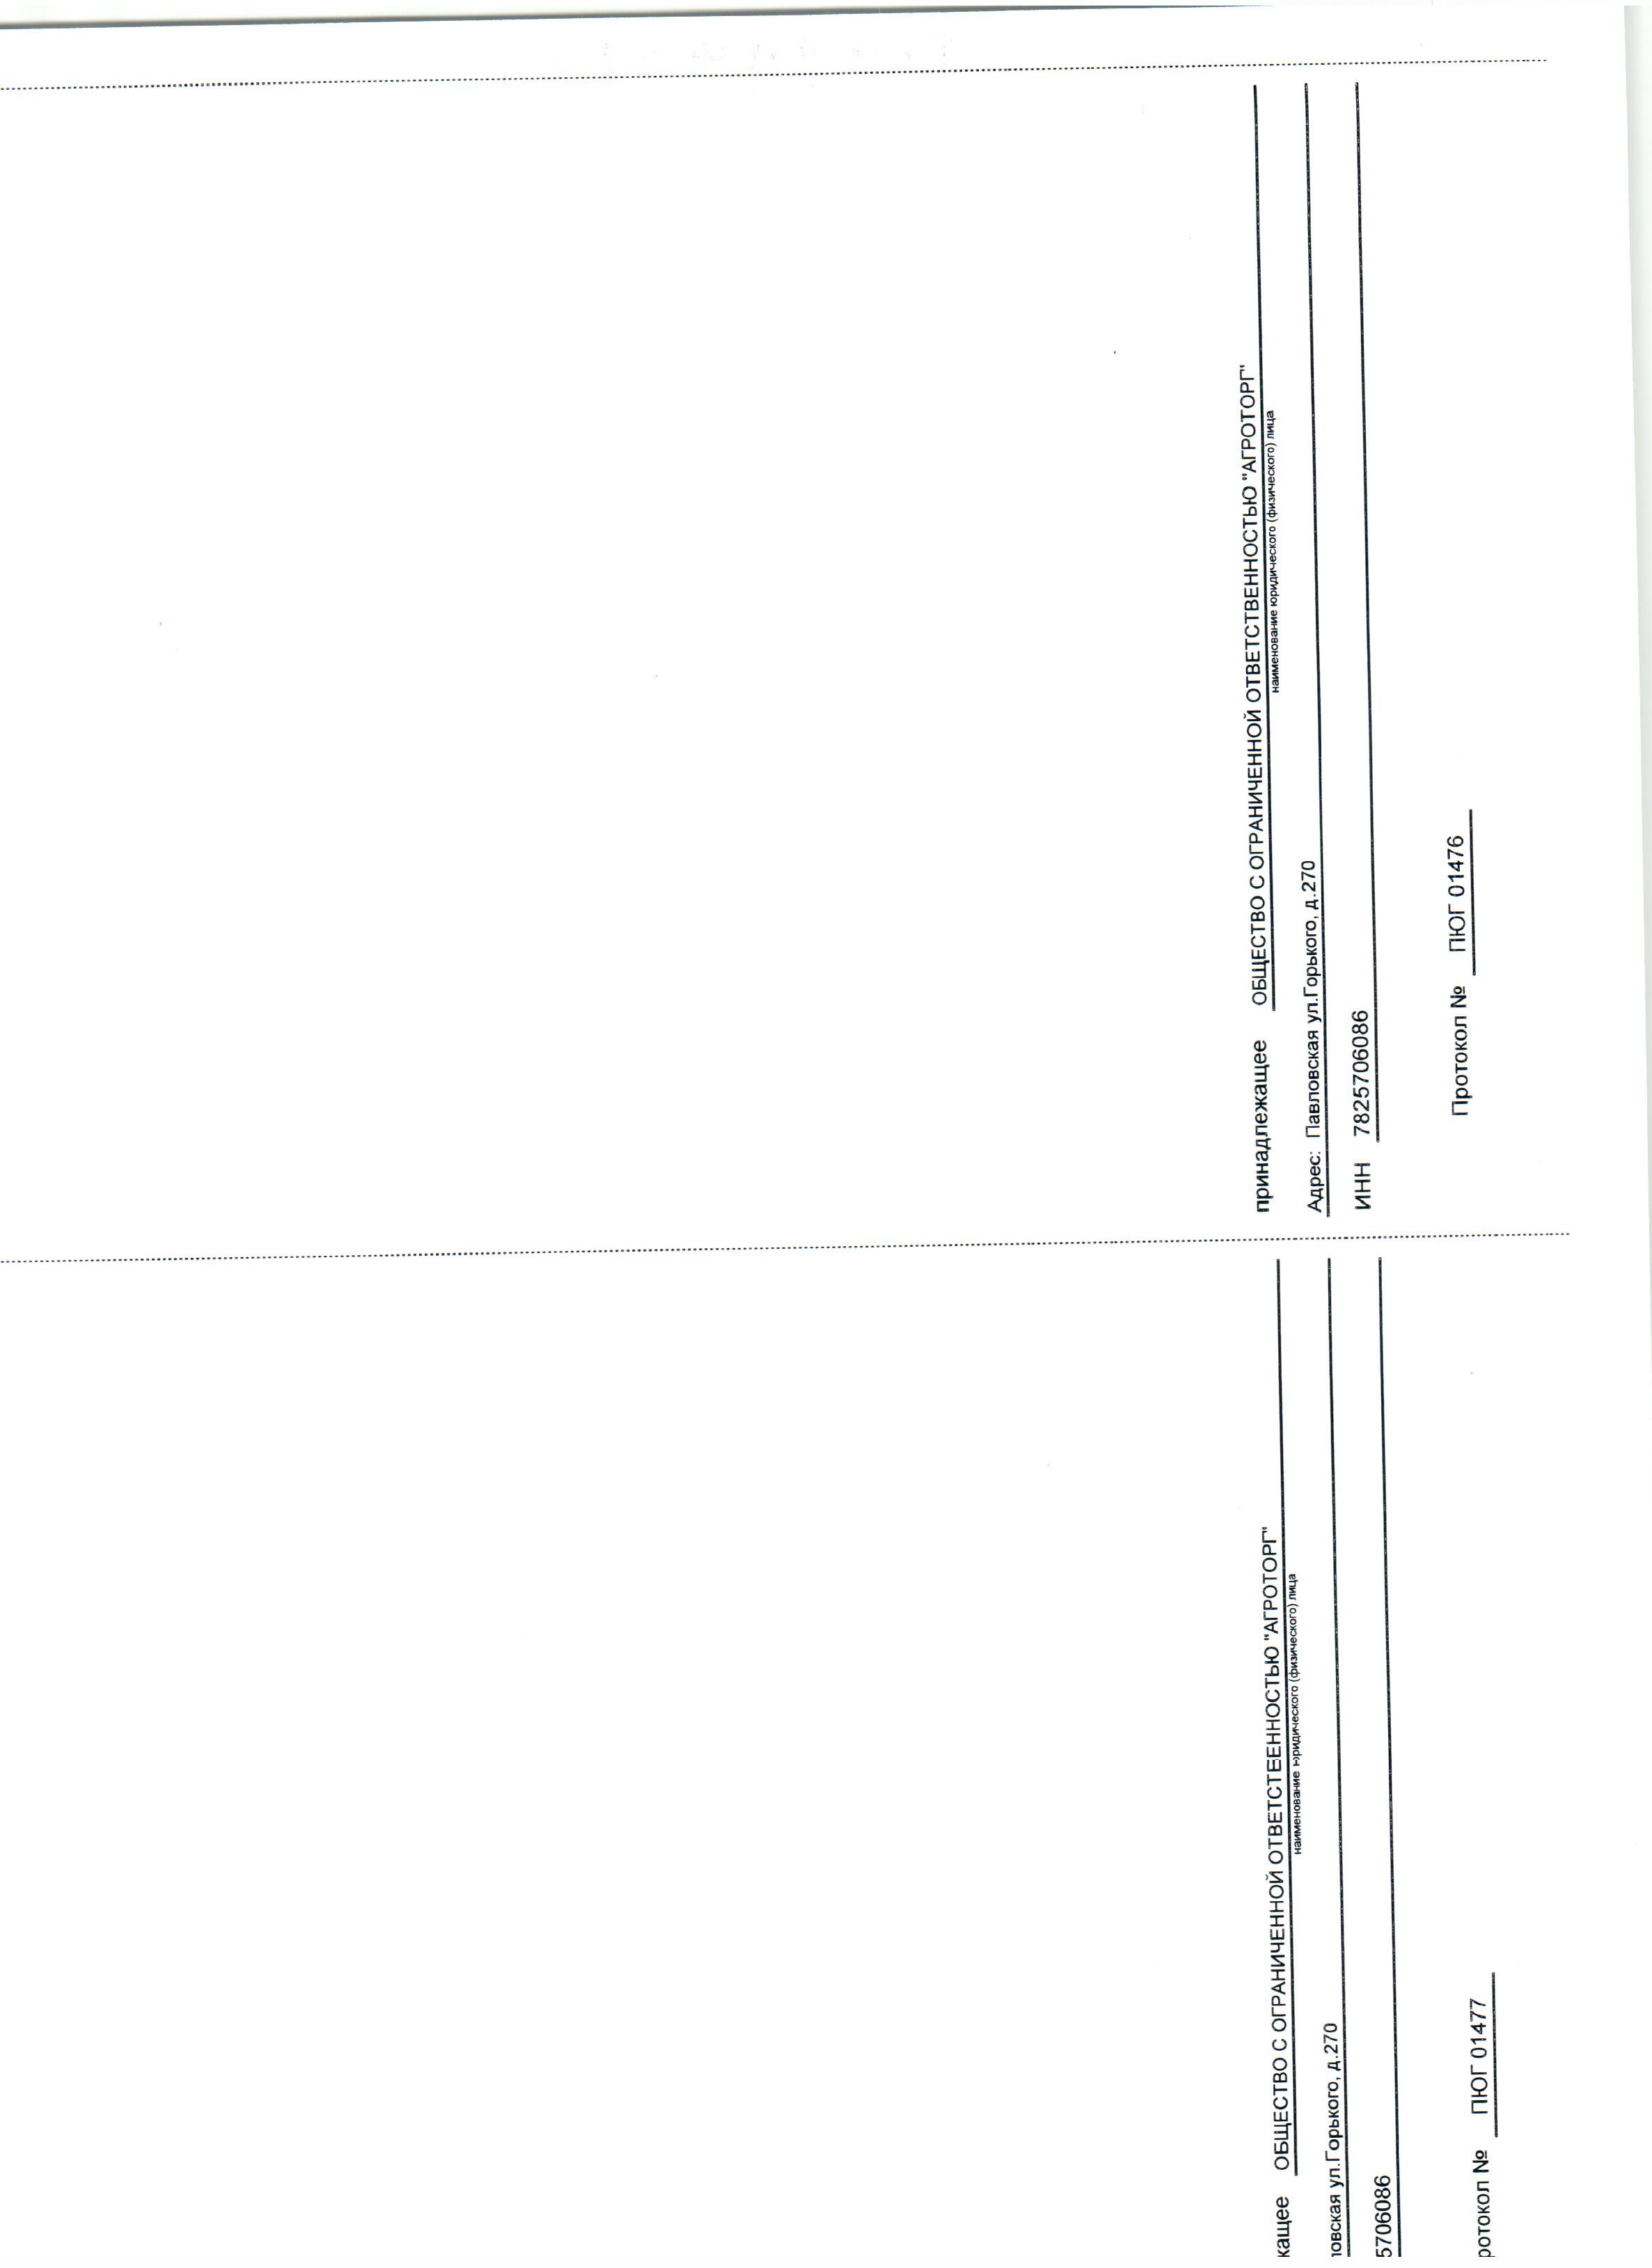 кащее ОБЩЕСТВО С ОГРАНИЧЕННОЙ ОТВЕТСТЕЕННОСТЬЮ "АГРОТОРГ"
наименование юридического (физического) лица
ловская ул.Горького, д.270
5706086
ротокол № ПЮГ 01477
принадлежащее ОБЩЕСТВО С ОГРАНИЧЕННОЙ ОТВЕТСТВЕННОСТЬЮ "АГРОТОРГ"
наименование юридического (физического) лица
Адрес: Павловская ул.Горького, д.270
ИНН 7825706086
Протокол № ПЮГ 01476